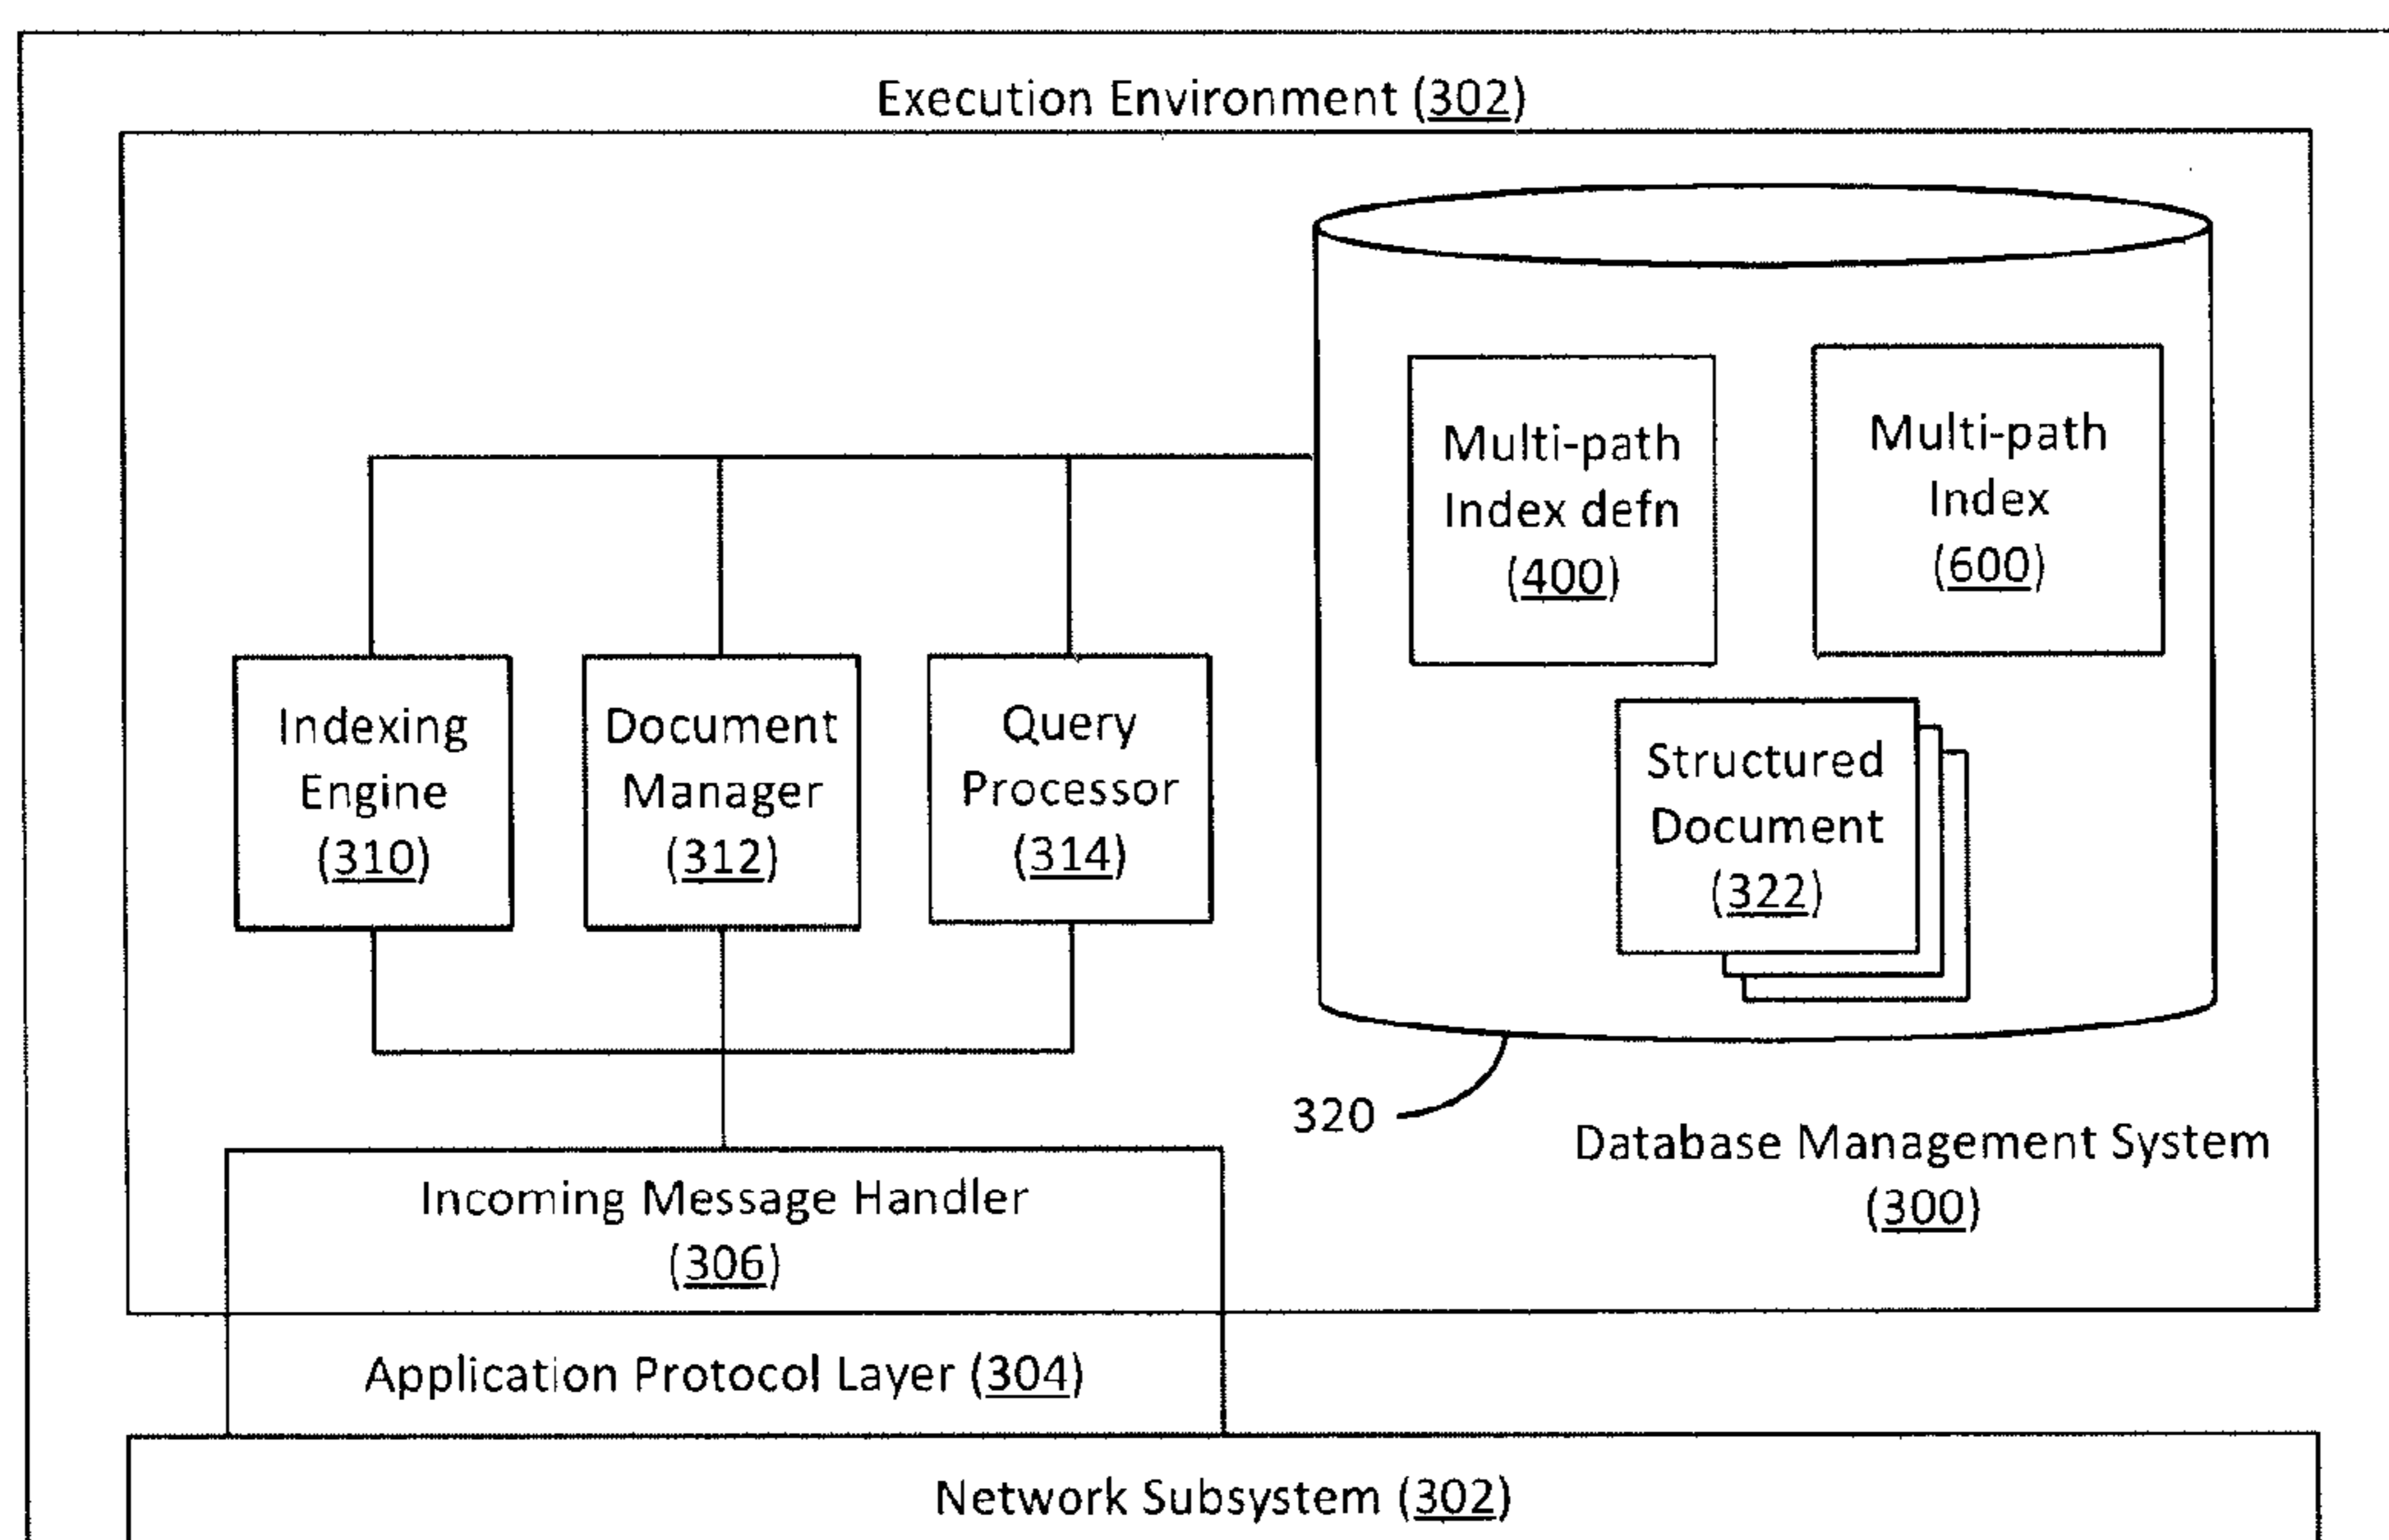 Execution Environment (302)
Multi-path
Index defn
(400)
Multi-path
Index
(600)
Indexing
Engine
(310)
Document
Manager
(312)
Query
Processor
(314)
Structured
Document
(322)
320
Database Management System
(300)
Incoming Message Handler
(306)
Application Protocol Layer (304)
Network Subsystem (302)